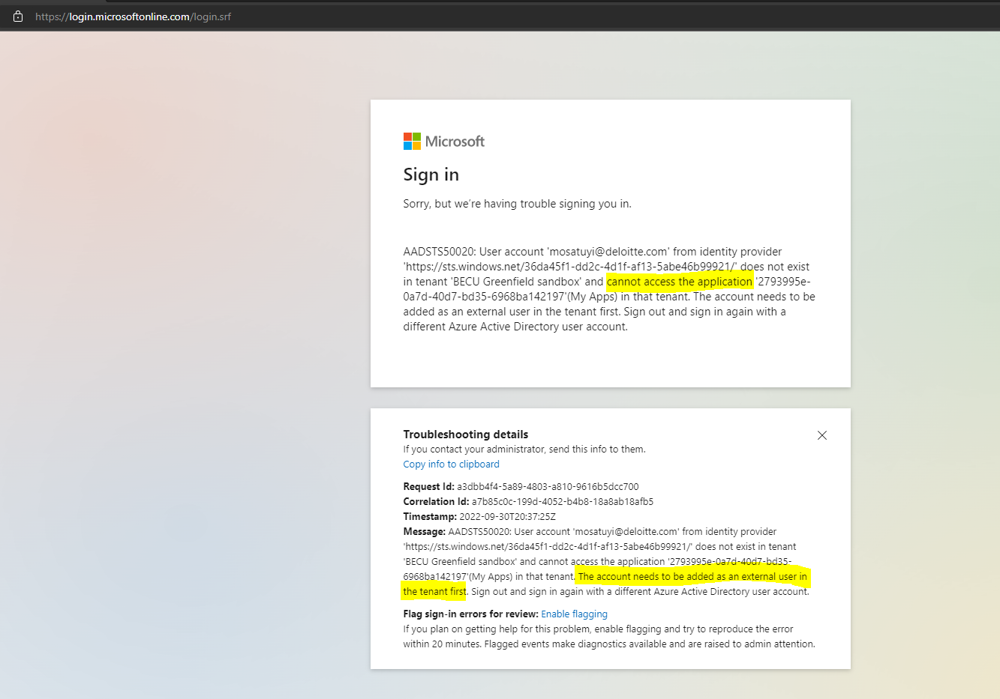 https://login.microsoftonline.com/login.srf
Microsoft
Sign in
Sorry, but we're having trouble signing you in.
AADSTS50020: User account 'mosatuyi@deloitte.com' from identity provider
'https://sts.windows.net/36da45f1-dd2c-4d1f-af13-5abe46b99921/' does not exist
in tenant 'BECU Greenfield sandbox' and cannot access the application '2793995e-
0a7d-40d7-bd35-6968ba142197'(My Apps) in that tenant. The account needs to be
added as an external user in the tenant first. Sign out and sign in again with a
different Azure Active Directory user account.
Troubleshooting details
If you contact your administrator, send this info to them.
Copy info to clipboard
Request Id: a3dbb4f4-5a89-4803-a810-9616b5dcc700
Correlation Id: a7b85c0c-199d-4052-b4b8-18a8ab18afb5
Timestamp: 2022-09-30T20:37:25Z
Message: AADSTS50020: User account 'mosatuyi@deloitte.com' from identity provider
'https://sts.windows.net/36da45f1-dd2c-4d1f-af13-5abe46b99921/' does not exist in tenant
'BECU Greenfield sandbox' and cannot access the application '2793995e-0a7d-40d7-bd35-
6968ba142197'(My Apps) in that tenant. The account needs to be added as an external user in
the tenant first. Sign out and sign in again with a different Azure Active Directory user account.
Flag sign-in errors for review: Enable flagging
If you plan on getting help for this problem, enable flagging and try to reproduce the error
within 20 minutes. Flagged events make diagnostics available and are raised to admin attention.